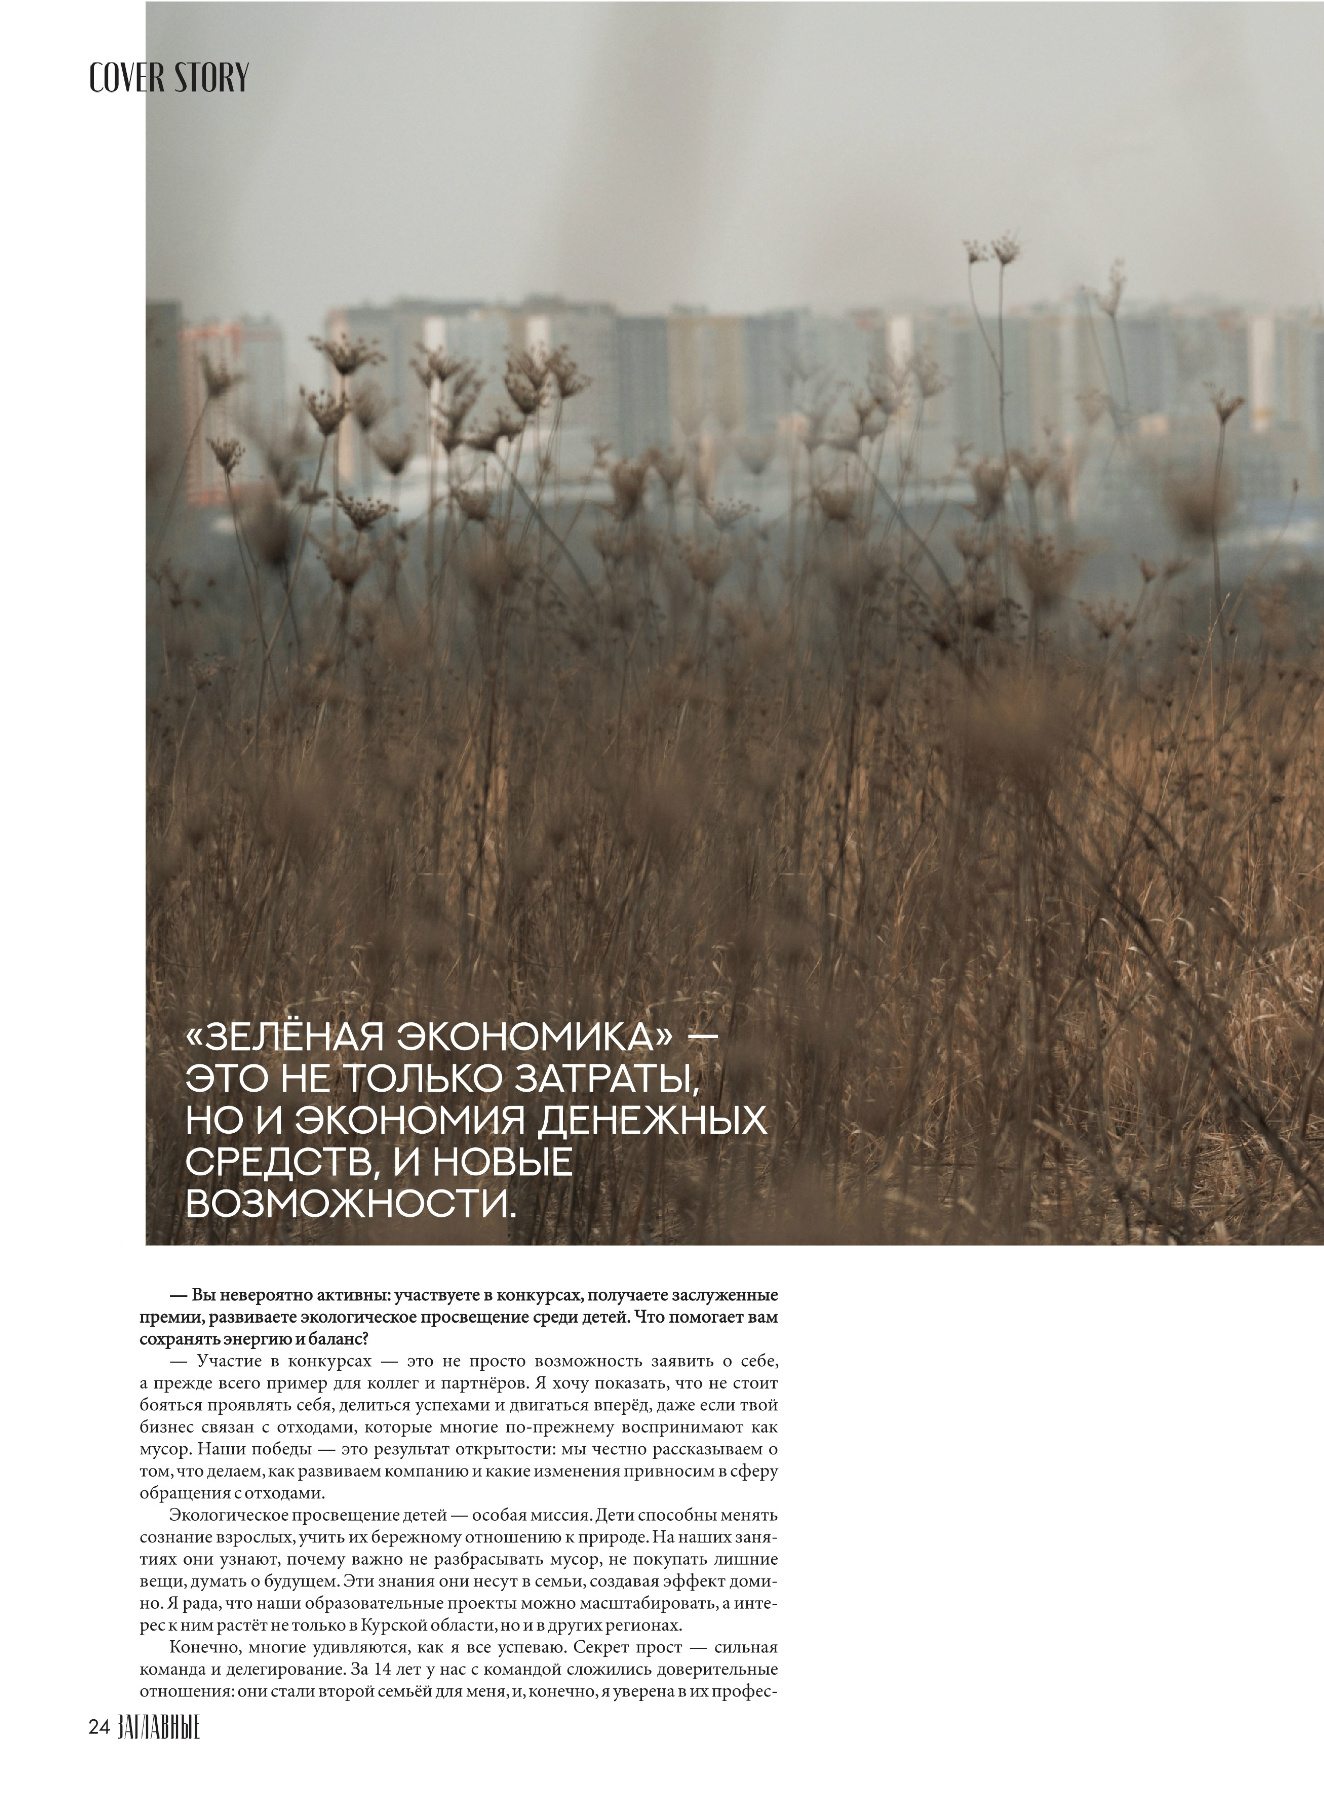 COVER STORY
«ЗЕЛЁНАЯ ЭКОНОМИКА» —
ЭТО НЕ ТОЛЬКО ЗАТРАТЫ,
НО И ЭКОНОМИЯ ДЕНЕЖНЫХ
СРЕДСТВ, И НОВЫЕ
ВОЗМОЖНОСТИ.
— Вы невероятно активны: участвуете в конкурсах, получаете заслуженные
премии, развиваете экологическое просвещение среди детей. Что помогает вам
сохранять энергию и баланс?
— Участие в конкурсах — это не просто возможность заявить о себе,
а прежде всего пример для коллег и партнёров. Я хочу показать, что не стоит
бояться проявлять себя, делиться успехами и двигаться вперёд, даже если твой
бизнес связан с отходами, которые многие по-прежнему воспринимают как
мусор. Наши победы — это результат открытости: мы честно рассказываем о
том, что делаем, как развиваем компанию и какие изменения привносим в сферу
обращения с отходами.
Экологическое просвещение детей — особая миссия. Дети способны менять
сознание взрослых, учить их бережному отношению к природе. На наших заня-
тиях они узнают, почему важно не разбрасывать мусор, не покупать лишние
вещи, думать о будущем. Эти знания они несут в семьи, создавая эффект доми-
но. Я рада, что наши образовательные проекты можно масштабировать, а инте-
рес к ним растёт не только в Курской области, но и в других регионах.
Конечно, многие удивляются, как я все успеваю. Секрет прост — сильная
команда и делегирование. За 14 лет у нас с командой сложились доверительные
отношения: они стали второй семьёй для меня, и, конечно, я уверена в их профес-
24 ЗАГЛАВНЫЕ